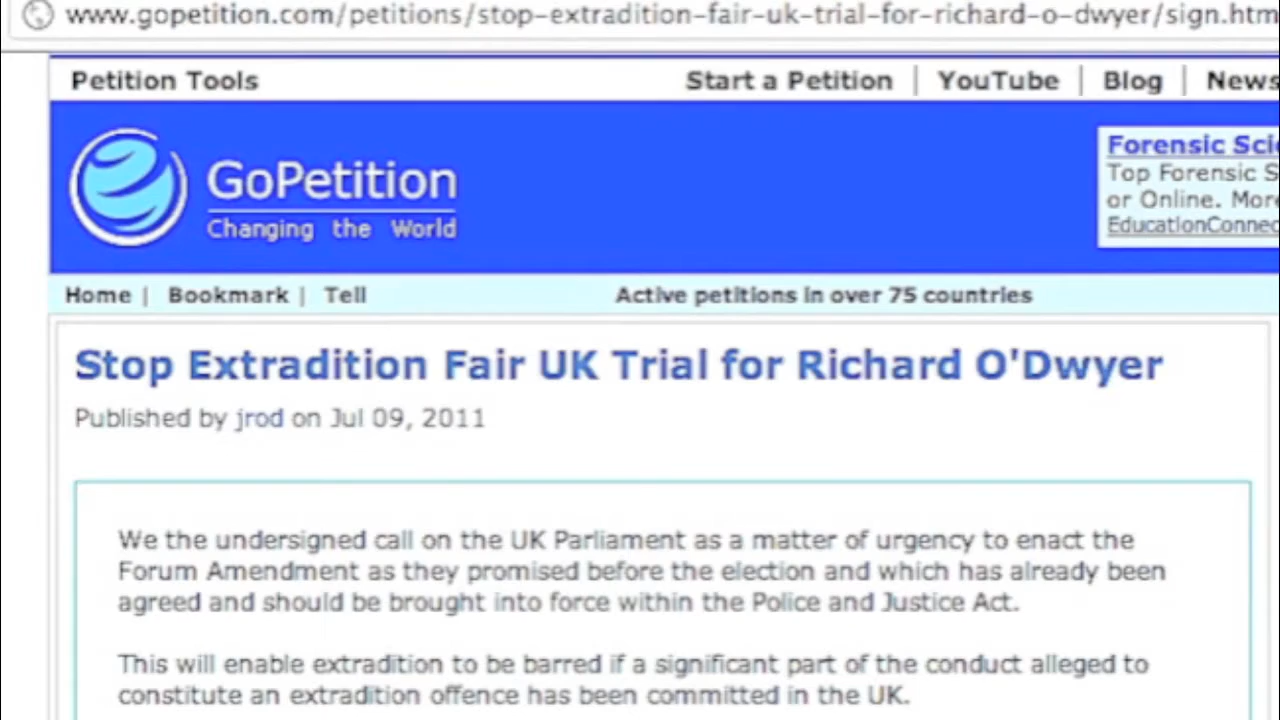 www.gopetition.com/petitions/stop-extradition-fair-uk-trial-for-richard-o-dwyer/sign.htm
Petition Tools
Start a Petition | YouTube | Blog | News
GoPetition
Changing the World
Forensic Sci
Top Forensic S
or Online. More
EducationConnec
Home | Bookmark | Tell
Active petitions in over 75 countries
Stop Extradition Fair UK Trial for Richard O'Dwyer
Published by jrod on Jul 09, 2011
We the undersigned call on the UK Parliament as a matter of urgency to enact the
Forum Amendment as they promised before the election and which has already been
agreed and should be brought into force within the Police and Justice Act.
This will enable extradition to be barred if a significant part of the conduct alleged to
constitute an extradition offence has been committed in the UK.